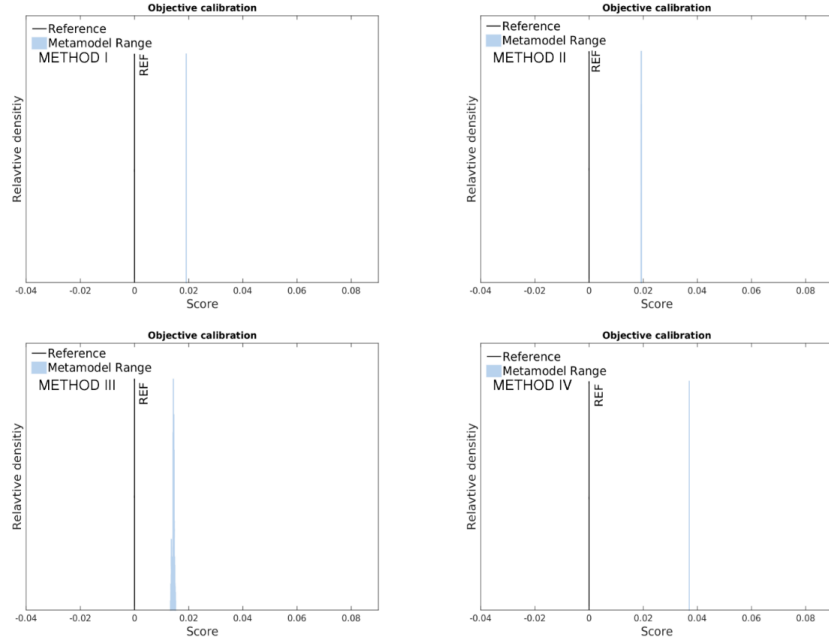 Objective calibration
Reference
Metamodel Range
METHOD I
REF
Relavtive densitiy
-0.04 -0.02 0 0.02 0.04 0.06 0.08
Score
Objective calibration
Reference
Metamodel Range
METHOD II
REF
Relavtive densitiy
-0.04 -0.02 0 0.02 0.04 0.06 0.08
Score
Objective calibration
Reference
Metamodel Range
METHOD III
REF
Relavtive densitiy
-0.04 -0.02 0 0.02 0.04 0.06 0.08
Score
Objective calibration
Reference
Metamodel Range
METHOD IV
REF
Relavtive densitiy
-0.04 -0.02 0 0.02 0.04 0.06 0.08
Score